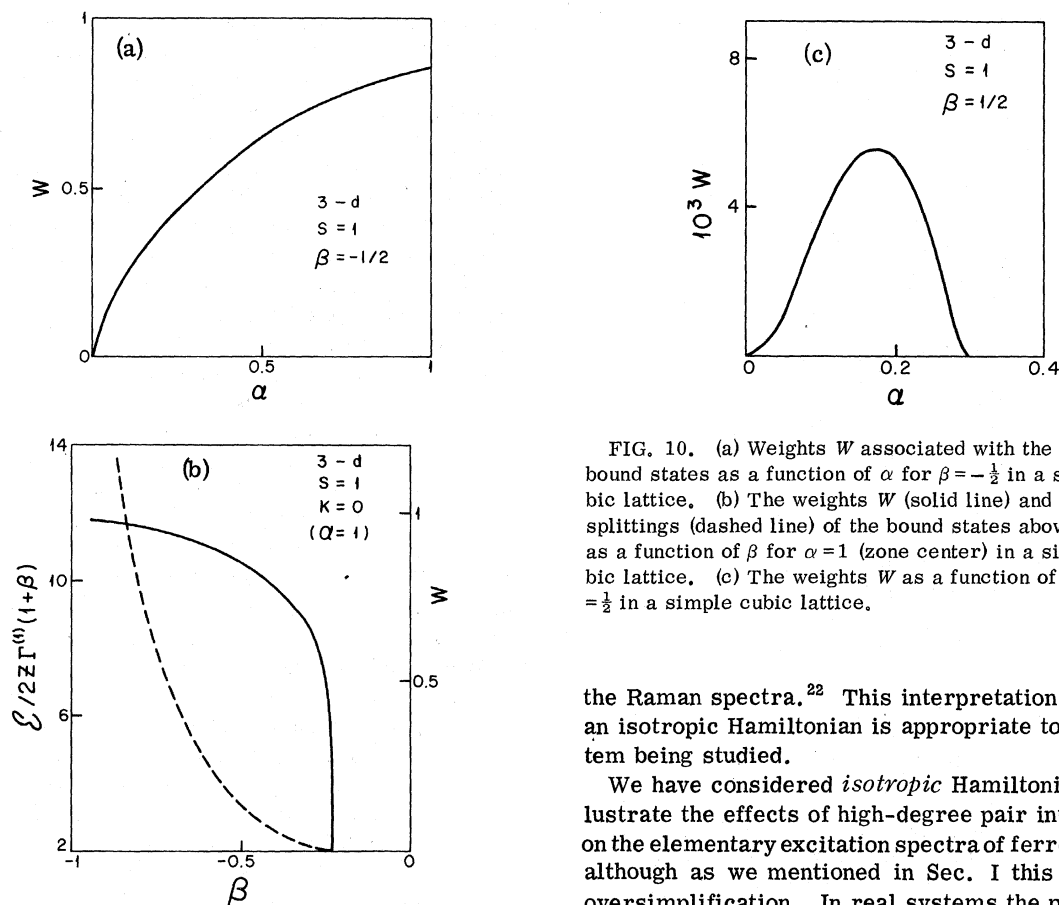 (a)
1
W
0.5
0
3 - d
S = 1
β = -1/2
0.5
1
α
(b)
14
10
6
2
ℰ/2ZΓ⁽¹⁾(1+β)
3 - d
S = 1
K = 0
(α = 1)
1
W
0.5
-1
-0.5
0
β
(c)
8
4
10³ W
3 - d
S = 1
β = 1/2
0
0.2
0.4
α
FIG. 10. (a) Weights W associated with the
bound states as a function of α for β = − ½ in a s
bic lattice. (b) The weights W (solid line) and
splittings (dashed line) of the bound states abov
as a function of β for α = 1 (zone center) in a si
bic lattice. (c) The weights W as a function of
= ½ in a simple cubic lattice.
the Raman spectra.²² This interpretation
an isotropic Hamiltonian is appropriate to
tem being studied.
We have considered isotropic Hamiltoni
lustrate the effects of high-degree pair in
on the elementary excitation spectra of ferr
although as we mentioned in Sec. I this
oversimplification. In real systems the